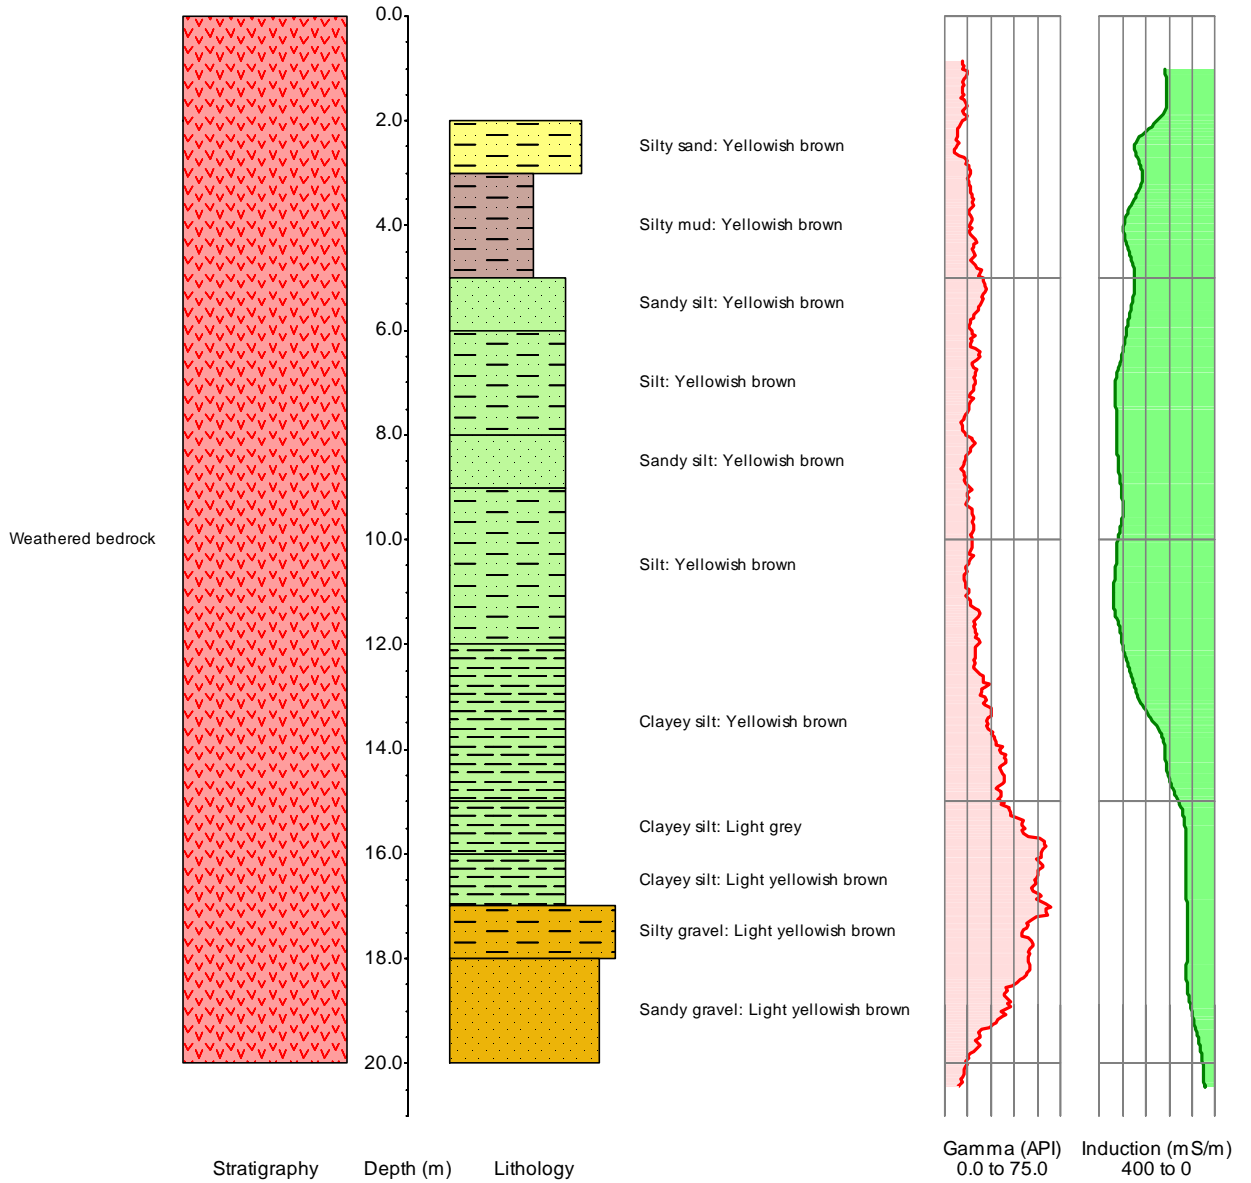 0.0
2.0
Silty sand: Yellowish brown
4.0
Silty mud: Yellowish brown
Sandy silt: Yellowish brown
6.0
Silt: Yellowish brown
8.0
Sandy silt: Yellowish brown
Weathered bedrock
10.0
Silt: Yellowish brown
12.0
Clayey silt: Yellowish brown
14.0
Clayey silt: Light grey
16.0
Clayey silt: Light yellowish brown
Silty gravel: Light yellowish brown
18.0
Sandy gravel: Light yellowish brown
20.0
Stratigraphy
Depth (m)
Lithology
Gamma (API)
0.0 to 75.0
Induction (mS/m)
400 to 0